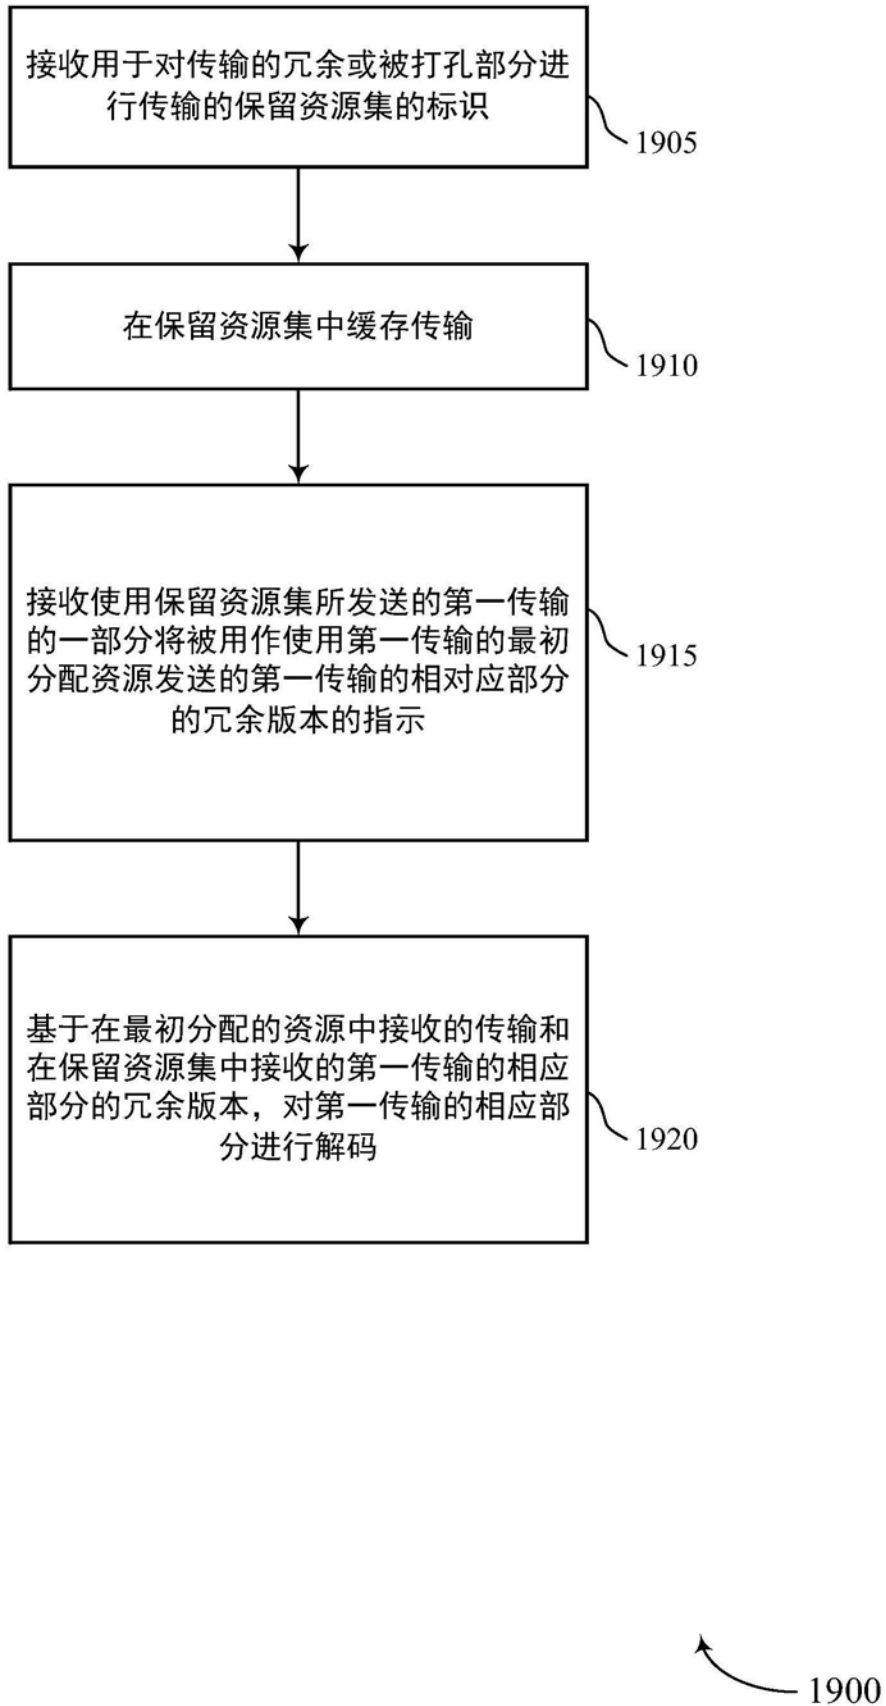 接收用于对传输的冗余或被打孔部分进
行传输的保留资源集的标识
1905
在保留资源集中缓存传输
1910
接收使用保留资源集所发送的第一传输
的一部分将被用作使用第一传输的最初
分配资源发送的第一传输的相对应部分
的冗余版本的指示
1915
基于在最初分配的资源中接收的传输和
在保留资源集中接收的第一传输的相应
部分的冗余版本，对第一传输的相应部
分进行解码
1920
1900